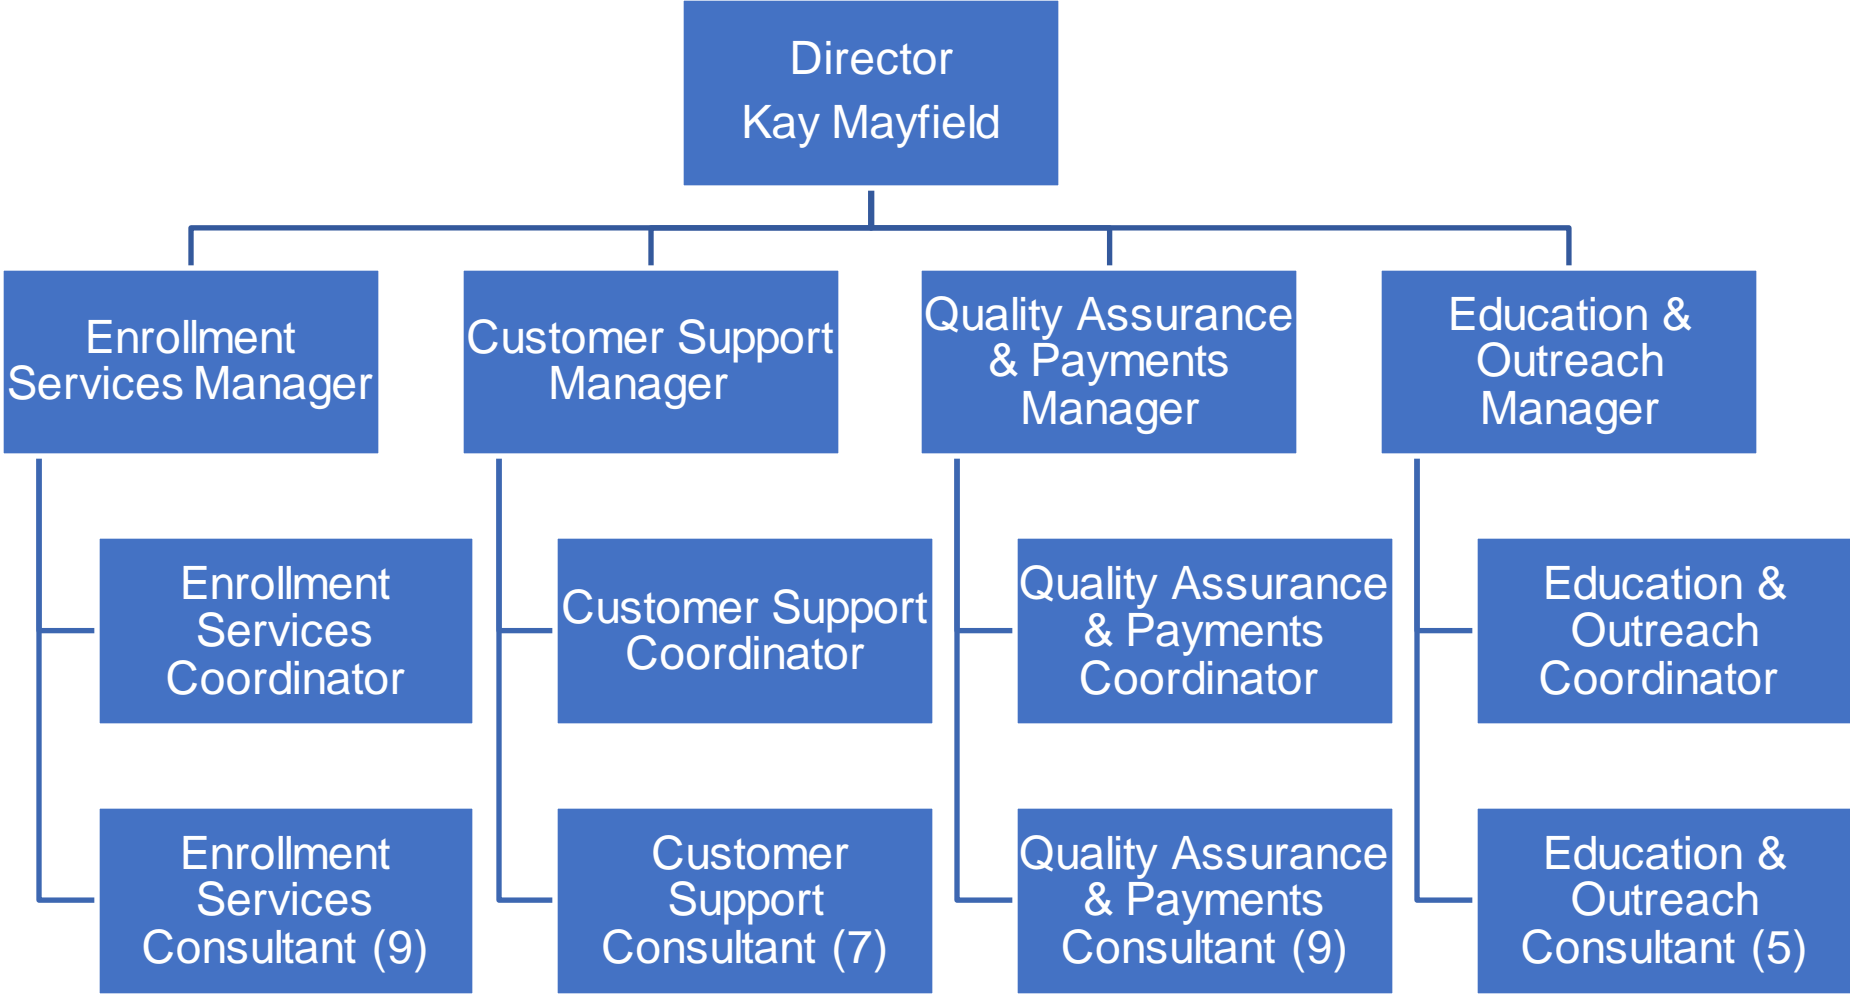 Director
Kay Mayfield
Enrollment
Services Manager
Customer Support
Manager
Quality Assurance
& Payments
Manager
Education &
Outreach
Manager
Enrollment
Services
Coordinator
Customer Support
Coordinator
Quality Assurance
& Payments
Coordinator
Education &
Outreach
Coordinator
Enrollment
Services
Consultant (9)
Customer
Support
Consultant (7)
Quality Assurance
& Payments
Consultant (9)
Education &
Outreach
Consultant (5)